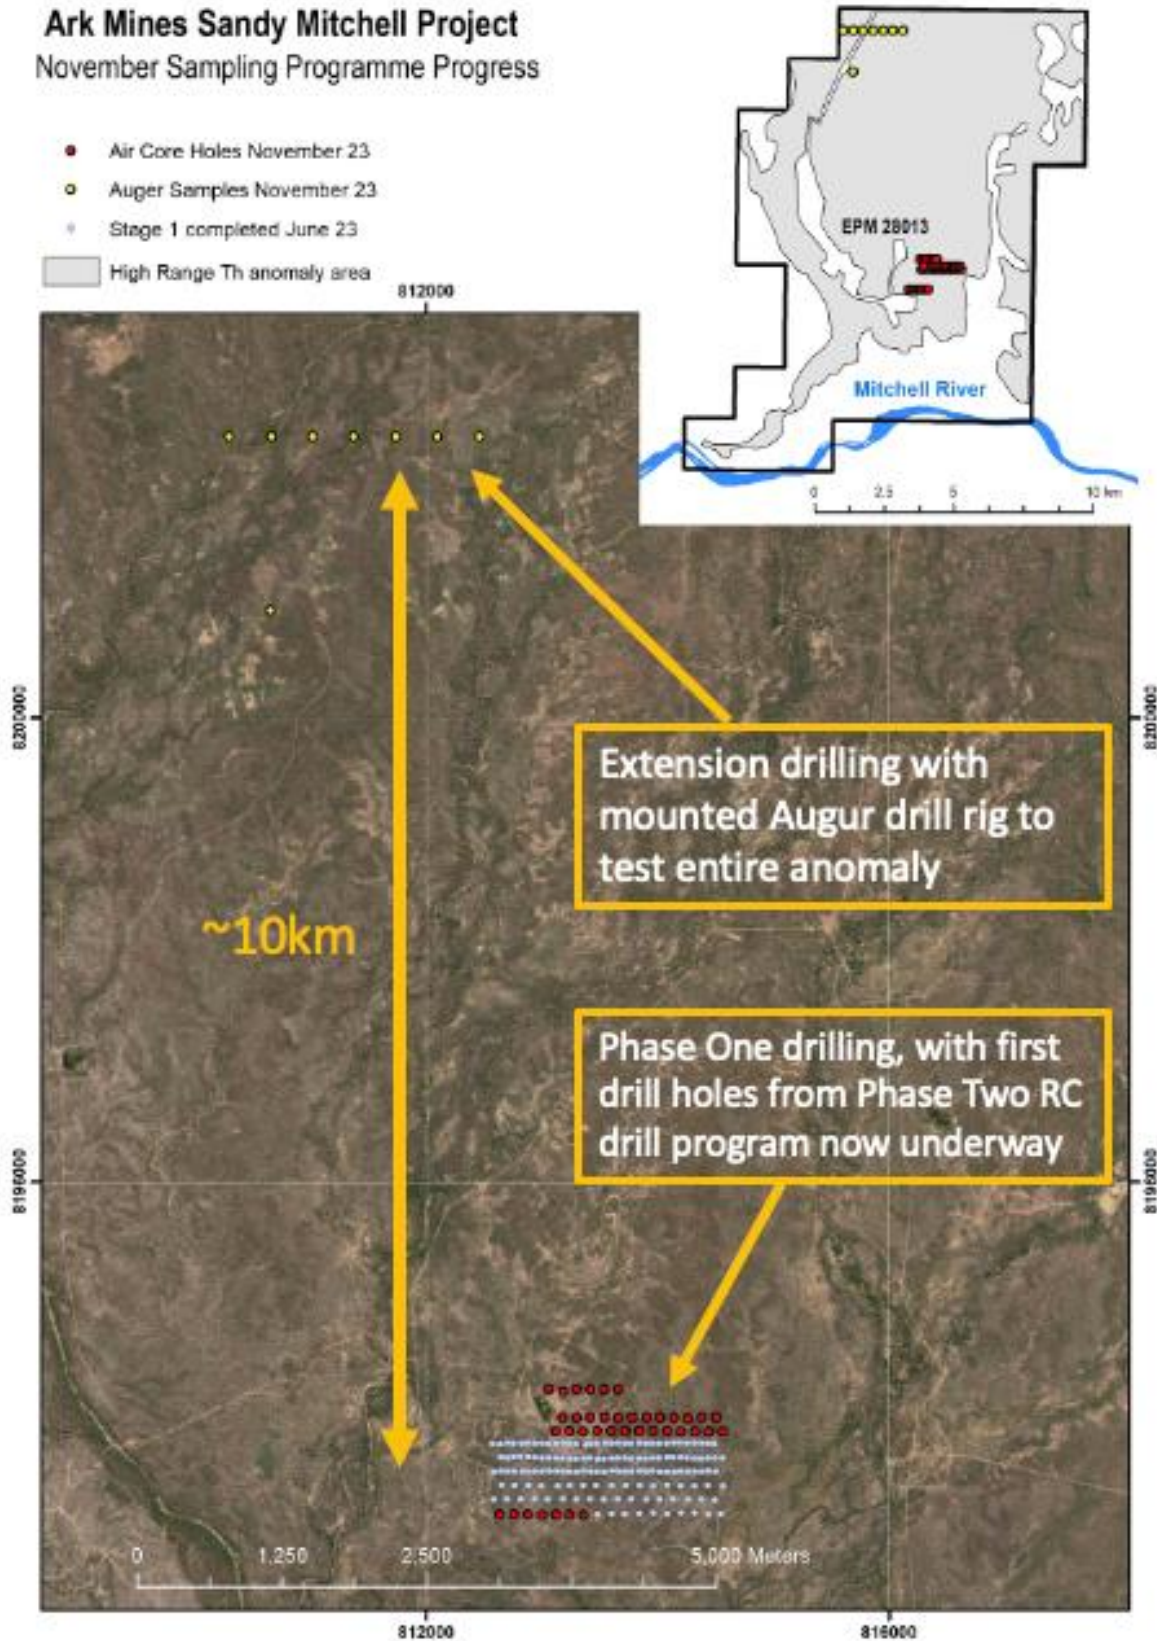 Ark Mines Sandy Mitchell Project
November Sampling Programme Progress
Air Core Holes November 23
Auger Samples November 23
Stage 1 completed June 23
High Range Th anomaly area
EPM 28013
Mitchell River
0 2.5 5 10 km
812000
8200000
8200000
Extension drilling with
mounted Augur drill rig to
test entire anomaly
~10km
Phase One drilling, with first
drill holes from Phase Two RC
drill program now underway
8196000
8196000
0 1,250 2,500 5,000 Meters
812000
816000